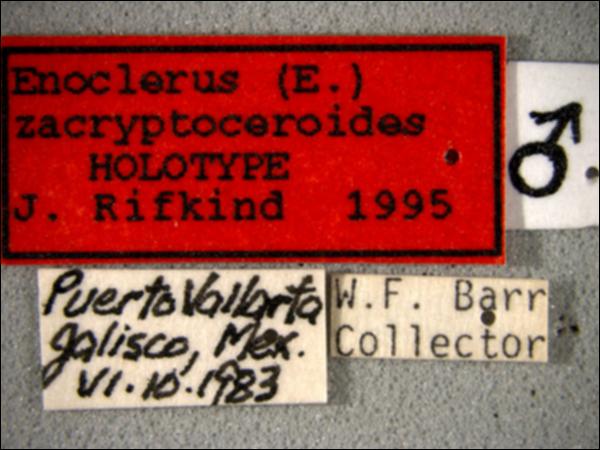 Enoclerus (E.)
zacryptoceroides
HOLOTYPE
J. Rifkind 1995
♂
Puerto Vallarta
Jalisco, Mex.
VI.10.1983
W.F. Barr
Collector